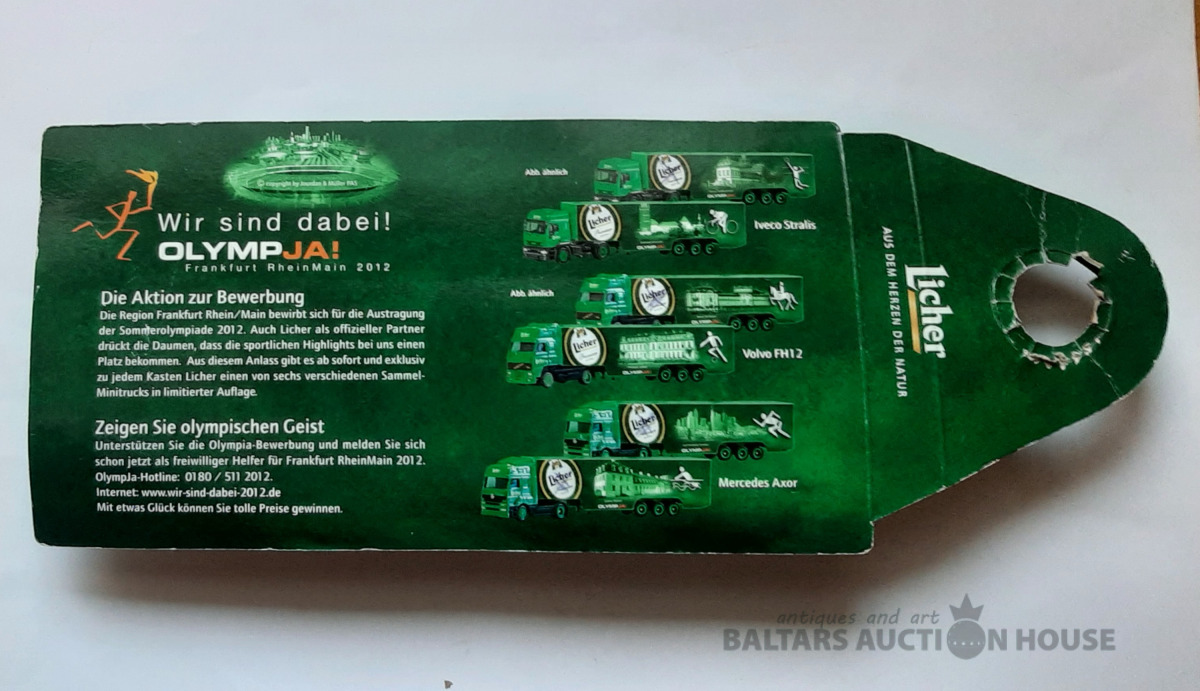 © copyright by Jourdan & Müller PAS
Wir sind dabei!
OLYMPJA!
Frankfurt RheinMain 2012
Die Aktion zur Bewerbung
Die Region Frankfurt Rhein/Main bewirbt sich für die Austragung
der Sommerolympiade 2012. Auch Licher als offizieller Partner
drückt die Daumen, dass die sportlichen Highlights bei uns einen
Platz bekommen. Aus diesem Anlass gibt es ab sofort und exklusiv
zu jedem Kasten Licher einen von sechs verschiedenen Sammel-
Minitrucks in limitierter Auflage.
Zeigen Sie olympischen Geist
Unterstützen Sie die Olympia-Bewerbung und melden Sie sich
schon jetzt als freiwilliger Helfer für Frankfurt RheinMain 2012.
OlympJa-Hotline: 0180 / 511 2012.
Internet: www.wir-sind-dabei-2012.de
Mit etwas Glück können Sie tolle Preise gewinnen.
Abb. ähnlich
Licher
Licher
OLYMPJA!
Iveco Stralis
Abb. ähnlich
Licher
Licher
OLYMPJA!
Volvo FH12
Licher
Licher
OLYMPJA!
Mercedes Axor
Licher
AUS DEM HERZEN DER NATUR
antiques and art
BALTARS AUCTION HOUSE